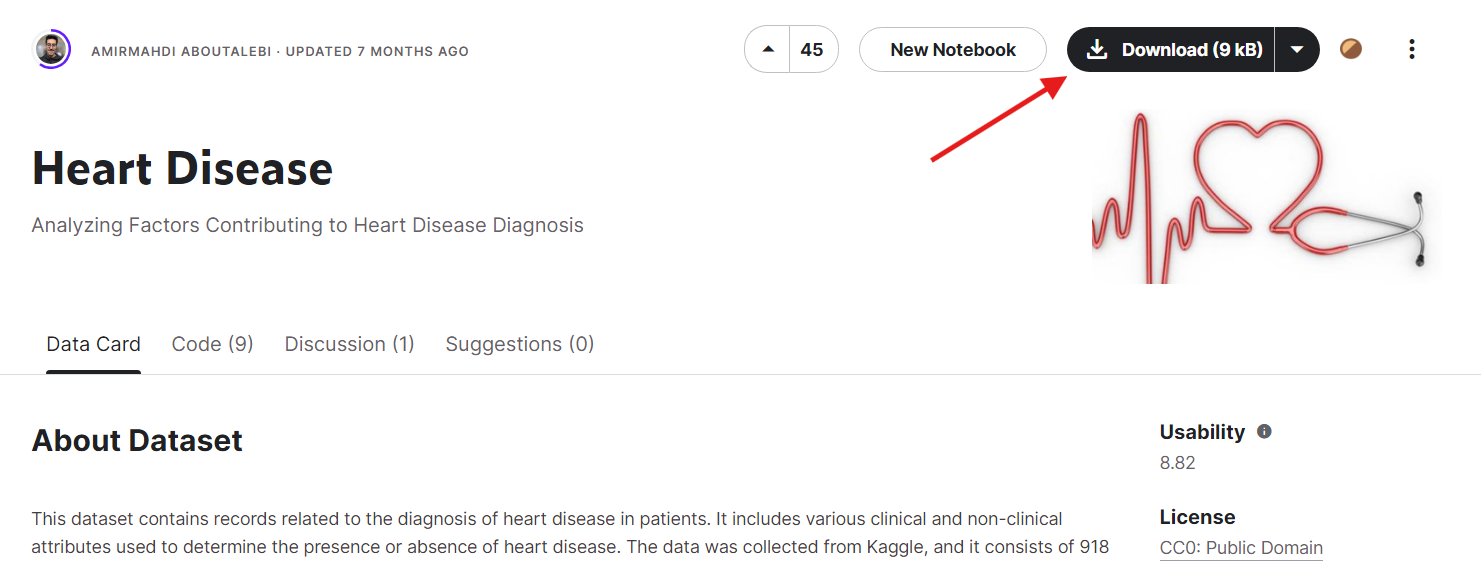 AMIRMAHDI ABOUTALEBI · UPDATED 7 MONTHS AGO
45
New Notebook
Download (9 kB)
Heart Disease
Analyzing Factors Contributing to Heart Disease Diagnosis
Data Card
Code (9)
Discussion (1)
Suggestions (0)
About Dataset
This dataset contains records related to the diagnosis of heart disease in patients. It includes various clinical and non-clinical
attributes used to determine the presence or absence of heart disease. The data was collected from Kaggle, and it consists of 918
Usability
8.82
License
CC0: Public Domain